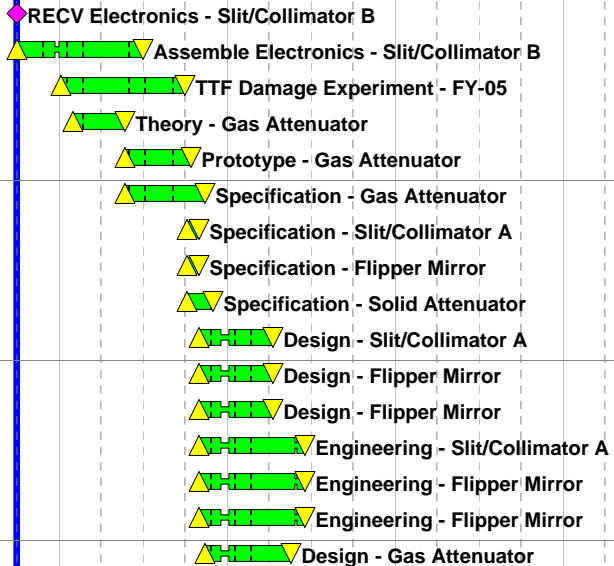 RECV Electronics - Slit/Collimator B
Assemble Electronics - Slit/Collimator B
TTF Damage Experiment - FY-05
Theory - Gas Attenuator
Prototype - Gas Attenuator
Specification - Gas Attenuator
Specification - Slit/Collimator A
Specification - Flipper Mirror
Specification - Solid Attenuator
Design - Slit/Collimator A
Design - Flipper Mirror
Design - Flipper Mirror
Engineering - Slit/Collimator A
Engineering - Flipper Mirror
Engineering - Flipper Mirror
Design - Gas Attenuator